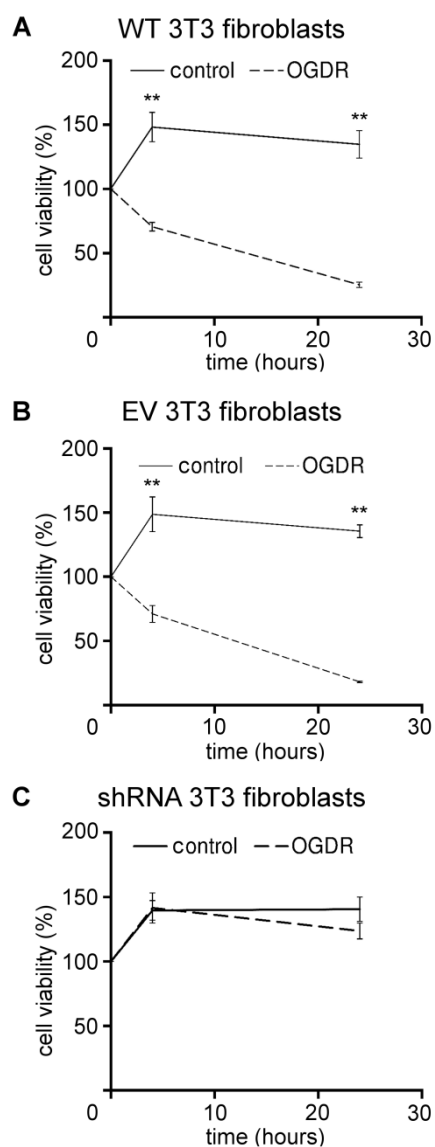 A WT 3T3 fibroblasts
200
control OGDR
** **
150
100
50
0 10 20 30
cell viability (%)
time (hours)
B EV 3T3 fibroblasts
200
control OGDR
** **
150
100
50
0 10 20 30
cell viability (%)
time (hours)
C shRNA 3T3 fibroblasts
200
control OGDR
150
100
50
0 10 20 30
cell viability (%)
time (hours)